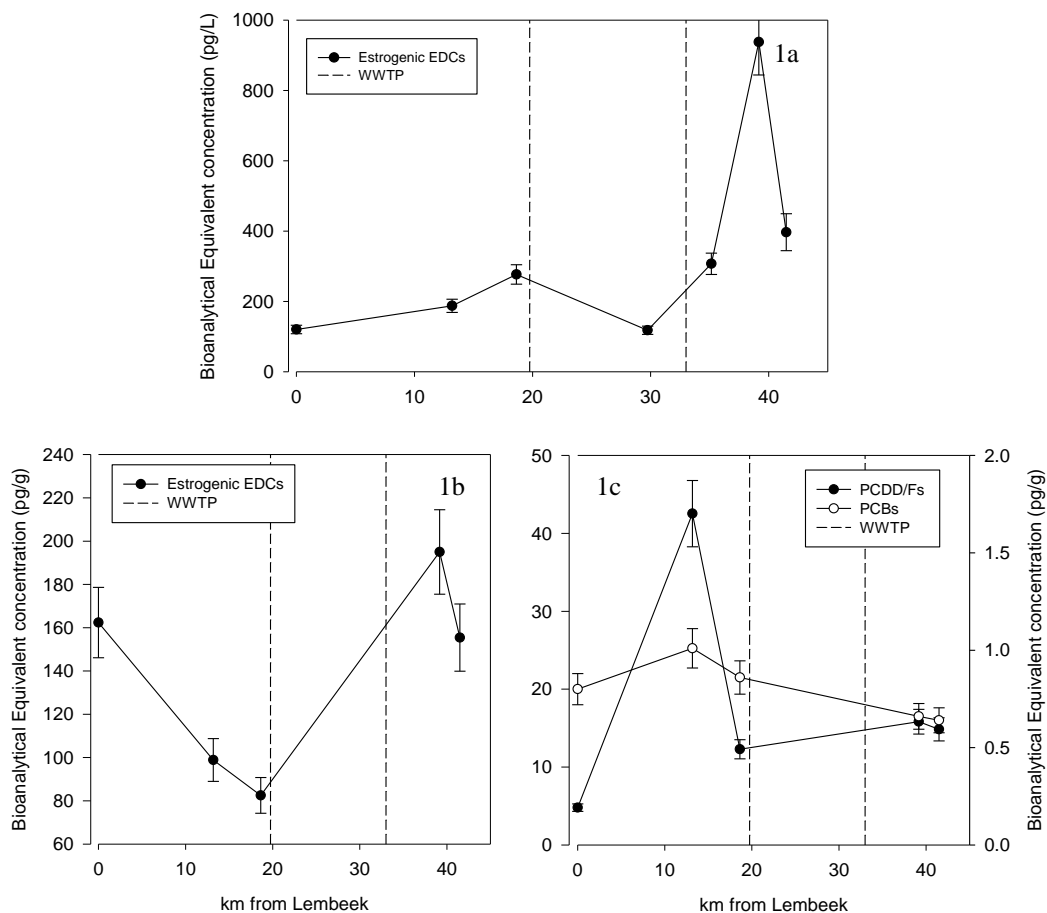 Bioanalytical Equivalent concentration (pg/L)
1000
800
600
400
200
0
Estrogenic EDCs
WWTP
1a
0
10
20
30
40
Bioanalytical Equivalent concentration (pg/g)
240
220
200
180
160
140
120
100
80
60
Estrogenic EDCs
WWTP
1b
0
10
20
30
40
km from Lembeek
50
40
30
20
10
0
1c
PCDD/Fs
PCBs
WWTP
2.0
1.5
1.0
0.5
0.0
Bioanalytical Equivalent concentration (pg/g)
0
10
20
30
40
km from Lembeek